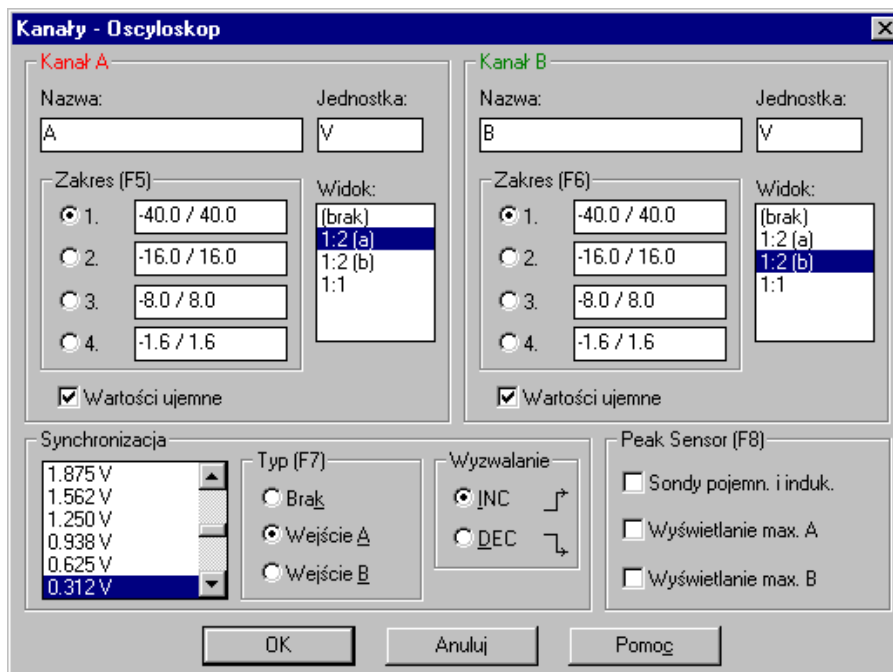 Kanały - Oscyloskop
Kanał A
Nazwa: Jednostka:
A V
Zakres (F5) Widok:
1. -40.0 / 40.0
2. -16.0 / 16.0
3. -8.0 / 8.0
4. -1.6 / 1.6
(brak)
1:2 (a)
1:2 (b)
1:1
Wartości ujemne
Kanał B
Nazwa: Jednostka:
B V
Zakres (F6) Widok:
1. -40.0 / 40.0
2. -16.0 / 16.0
3. -8.0 / 8.0
4. -1.6 / 1.6
(brak)
1:2 (a)
1:2 (b)
1:1
Wartości ujemne
Synchronizacja
1.875 V
1.562 V
1.250 V
0.938 V
0.625 V
0.312 V
Typ (F7)
Brak
Wejście A
Wejście B
Wyzwalanie
INC
DEC
Peak Sensor (F8)
Sondy pojemn. i induk.
Wyświetlanie max. A
Wyświetlanie max. B
OK Anuluj Pomoc